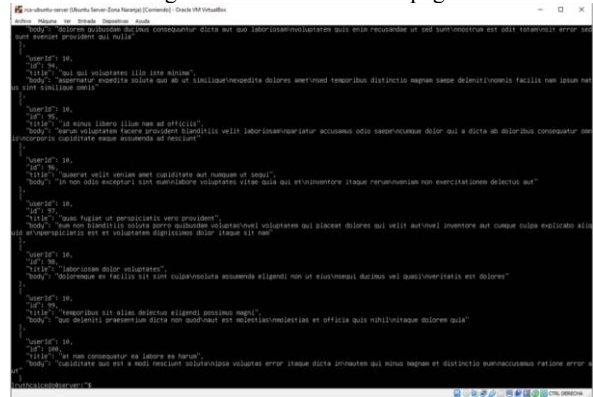 rca-ubuntu-server (Ubuntu Server-Zona Naranja) [Corriendo] - Oracle VM VirtualBox
Archivo Máquina Ver Entrada Dispositivos Ayuda
"body": "dolorem quibusdam ducimus consequuntur dicta aut quo laboriosam\nvoluptatem quis enim recusandae ut sed sunt\nnostrum est odit totam\nsit error sed
sunt eveniet provident qui nulla"
},
{
"userId": 10,
"id": 94,
"title": "qui qui voluptates illo iste minima",
"body": "aspernatur expedita soluta quo ab ut similique\nexpedita dolores amet\nsed temporibus distinctio magnam saepe deleniti\nomnis facilis nam ipsum nat
us sint similique omnis"
},
{
"userId": 10,
"id": 95,
"title": "id minus libero illum nam ad officiis",
"body": "earum voluptatem facere provident blanditiis velit laboriosam\npariatur accusamus odio saepe\ncumque dolor qui a dicta ab doloribus consequatur omn
is\ncorporis cupiditate eaque assumenda ad nesciunt"
},
{
"userId": 10,
"id": 96,
"title": "quaerat velit veniam amet cupiditate aut numquam ut sequi",
"body": "in non odio excepturi sint eum\nlabore voluptates vitae quia qui et\ninventore itaque rerum\nveniam non exercitationem delectus aut"
},
{
"userId": 10,
"id": 97,
"title": "quas fugiat ut perspiciatis vero provident",
"body": "eum non blanditiis soluta porro quibusdam voluptas\nvel voluptatem qui placeat dolores qui velit aut\nvel inventore aut cumque culpa explicabo aliq
uid at\nperspiciatis est et voluptatem dignissimos dolor itaque sit nam"
},
{
"userId": 10,
"id": 98,
"title": "laboriosam dolor voluptates",
"body": "doloremque ex facilis sit sint culpa\nsoluta assumenda eligendi non ut eius\nsequi ducimus vel quasi\nveritatis est dolores"
},
{
"userId": 10,
"id": 99,
"title": "temporibus sit alias delectus eligendi possimus magni",
"body": "quo deleniti praesentium dicta non quod\naut est molestias\nmolestias et officia quis nihil\nitaque dolorem quia"
},
{
"userId": 10,
"id": 100,
"title": "at nam consequatur ea labore ea harum",
"body": "cupiditate quo est a modi nesciunt soluta\nipsa voluptas error itaque dicta in\nautem qui minus magnam et distinctio eum\naccusamus ratione error a
ut"
}
]ruthcaicedo@server:~$
CTRL DERECHA